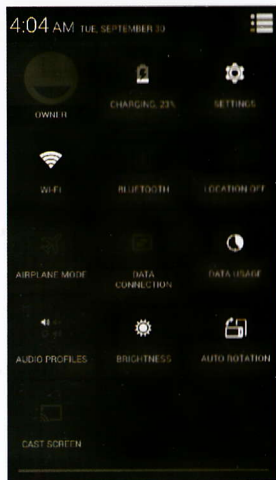 4:04 AM TUE, SEPTEMBER 30
OWNER
CHARGING, 23%
SETTINGS
WI-FI
BLUETOOTH
LOCATION OFF
AIRPLANE MODE
DATA
CONNECTION
DATA USAGE
AUDIO PROFILES
BRIGHTNESS
AUTO ROTATION
CAST SCREEN